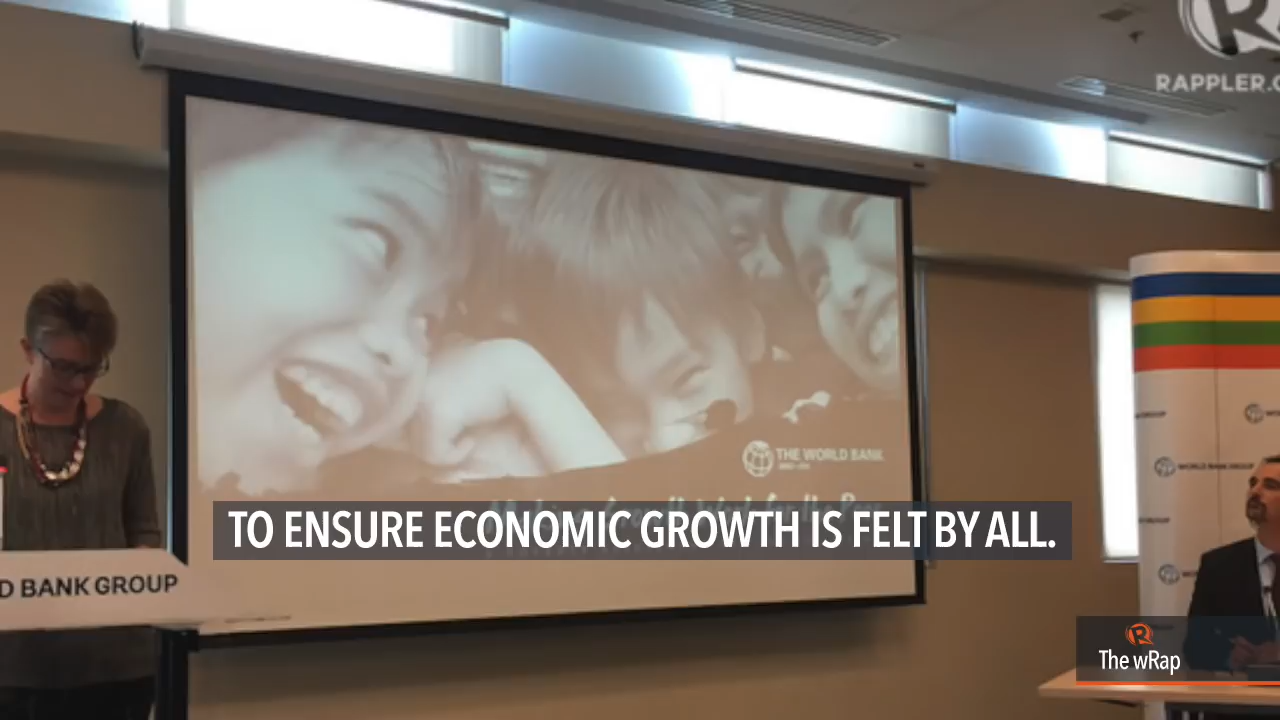 RAPPLER.C
THE WORLD BANK
WORLD BANK GROUP
TO ENSURE ECONOMIC GROWTH IS FELT BY ALL.
D BANK GROUP
The wRap